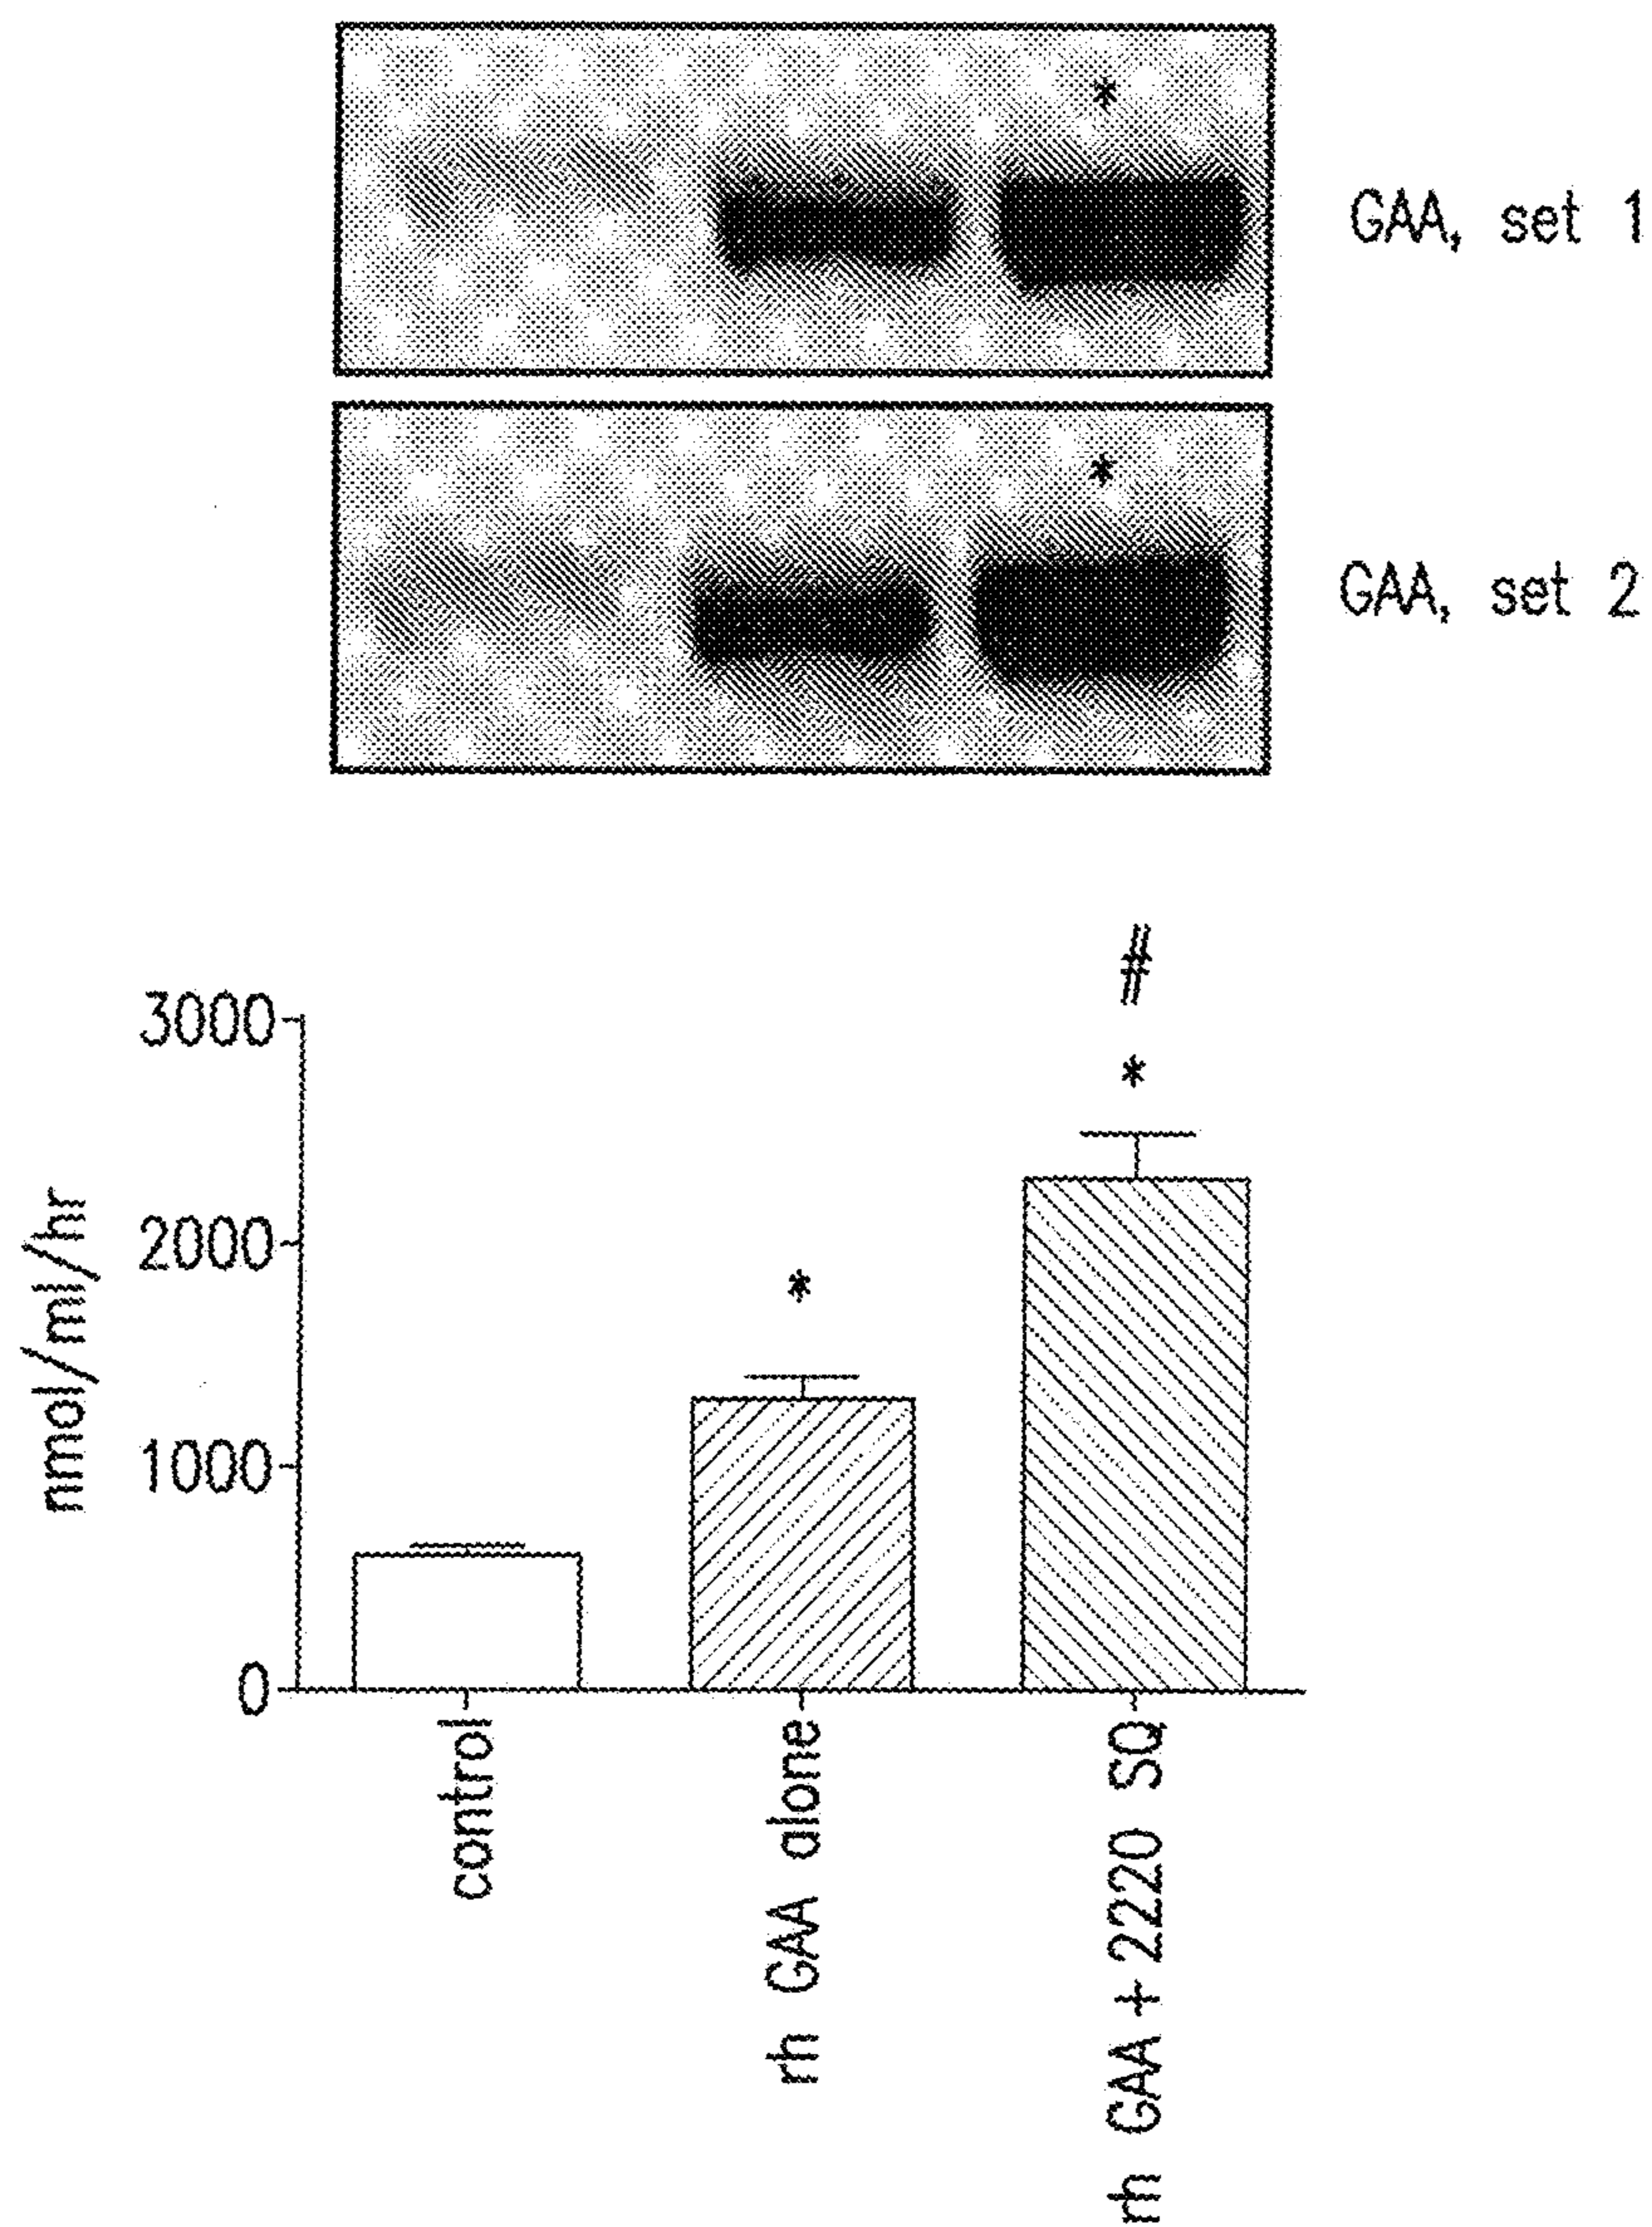 *
GAA, set 1
*
GAA, set 2
#
*
*
3000
2000
1000
0
nmol/ml/hr
control
rh GAA alone
rh GAA + 2220 SQ